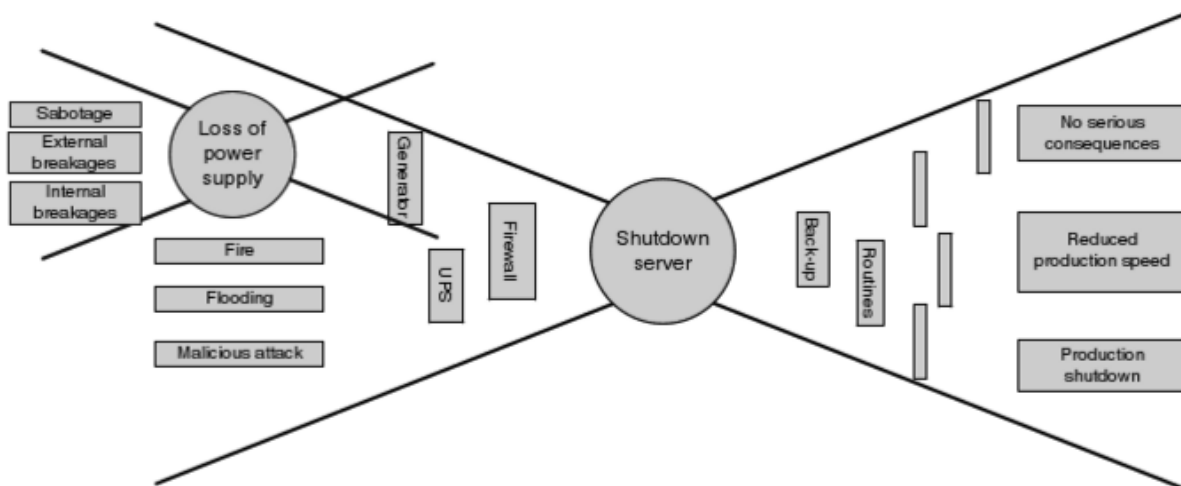 Sabotage
External
breakages
Internal
breakages
Loss of
power
supply
Fire
Flooding
Malicious attack
Generator
UPS
Firewall
Shutdown
server
Back-up
Routines
No serious
consequences
Reduced
production speed
Production
shutdown